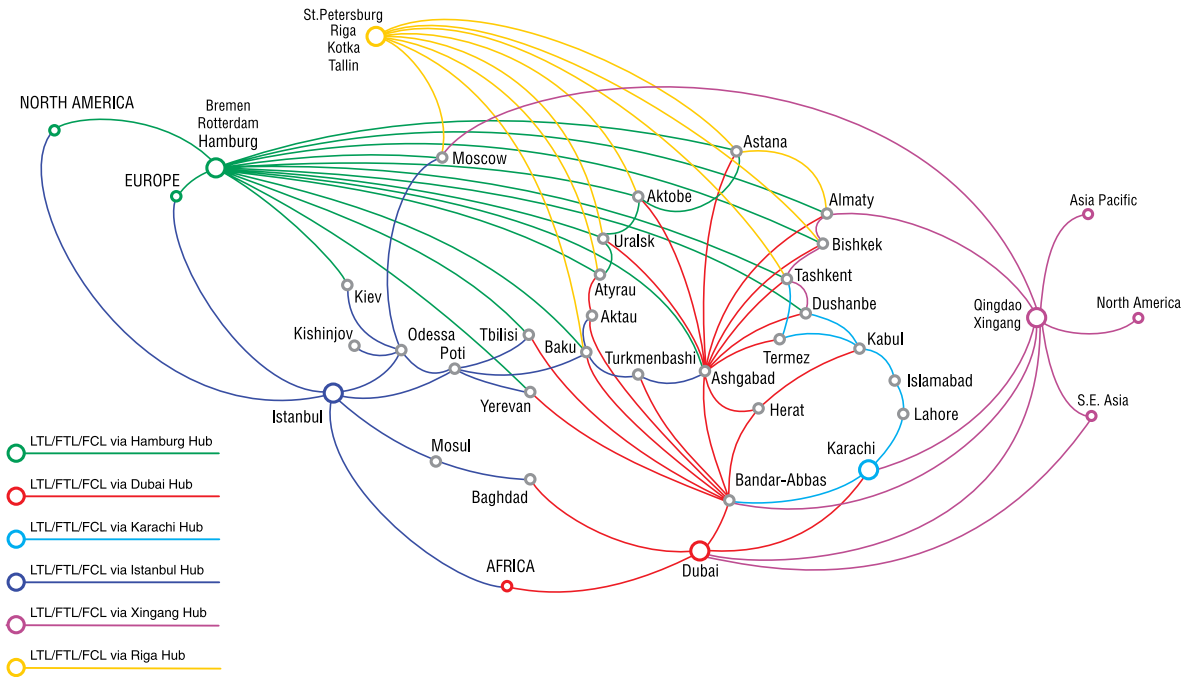 St.Petersburg
Riga
Kotka
Tallin
NORTH AMERICA
Bremen
Rotterdam
Hamburg
EUROPE
Moscow
Astana
Aktobe
Almaty
Asia Pacific
Uralsk
Bishkek
Atyrau
Tashkent
Kiev
Dushanbe
Qingdao
Xingang
North America
Aktau
Kishinjov
Odessa
Tbilisi
Poti
Baku
Turkmenbashi
Termez
Kabul
Ashgabad
Islamabad
Istanbul
Yerevan
Herat
Lahore
S.E. Asia
Mosul
Karachi
Baghdad
Bandar-Abbas
AFRICA
Dubai
LTL/FTL/FCL via Hamburg Hub
LTL/FTL/FCL via Dubai Hub
LTL/FTL/FCL via Karachi Hub
LTL/FTL/FCL via Istanbul Hub
LTL/FTL/FCL via Xingang Hub
LTL/FTL/FCL via Riga Hub